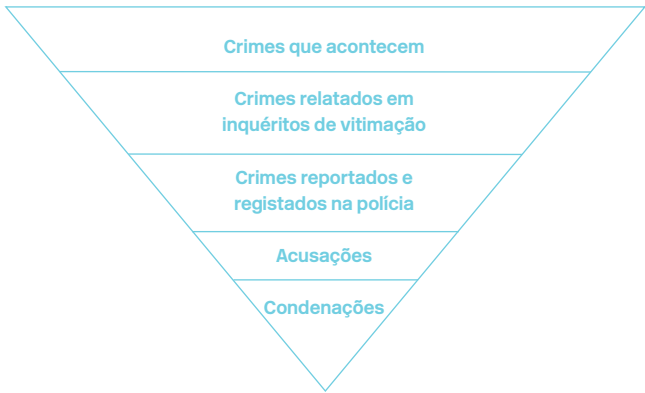 Crimes que acontecem
Crimes relatados em
inquéritos de vitimação
Crimes reportados e
registados na polícia
Acusações
Condenações